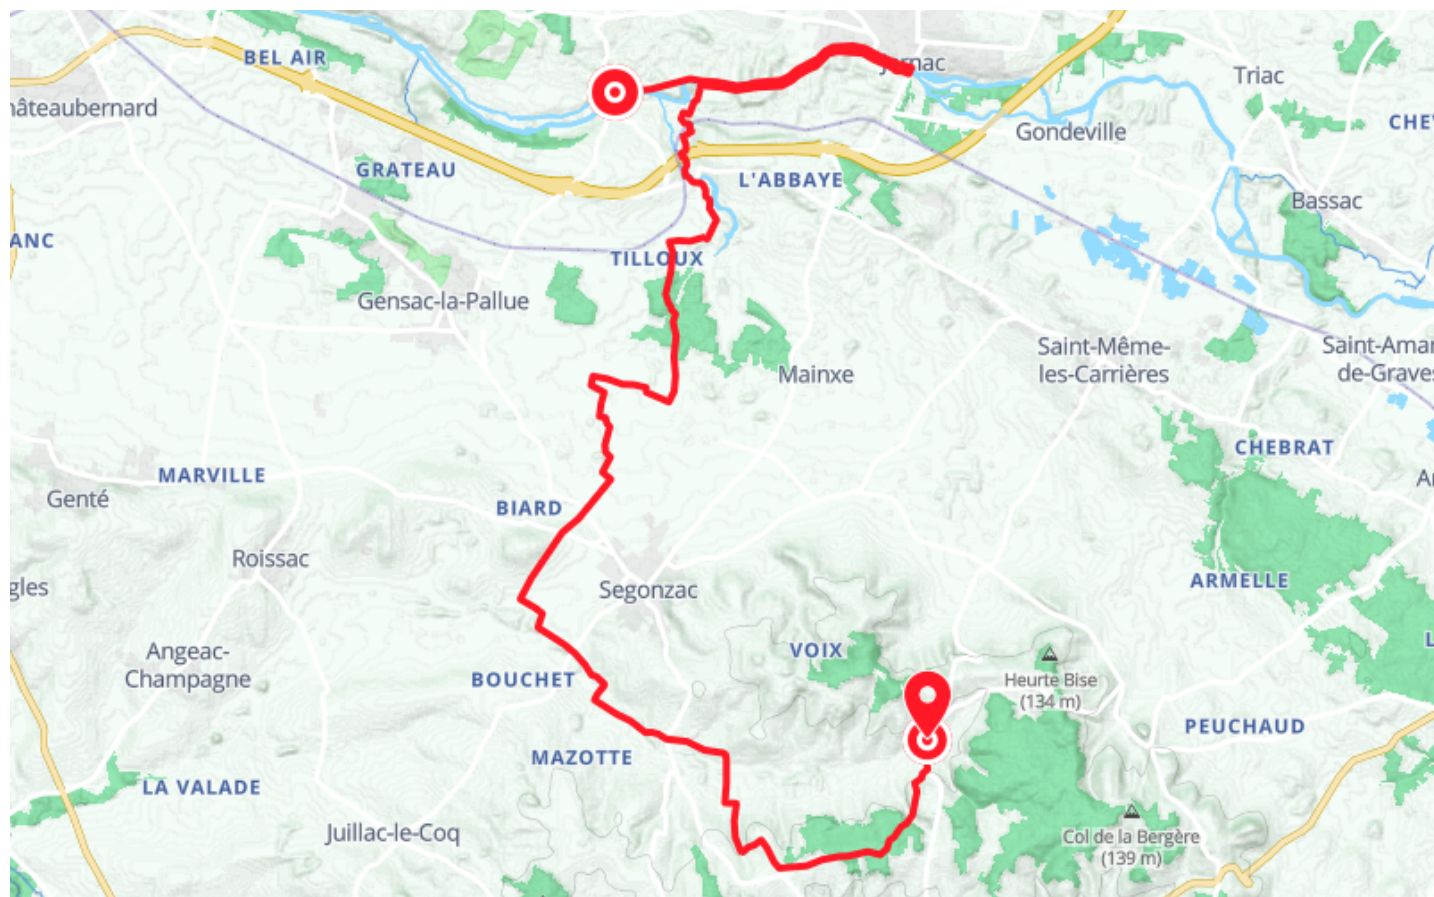 BEL AIR
Triac
hâteaubernard
CHE
Gondeville
GRATEAU
L'ABBAYE
Bassac
ANC
TILLOUX
Gensac-la-Pallue
Saint-Même-
les-Carrières
Saint-Amar
de-Graves
Mainxe
CHEBRAT
MARVILLE
Genté
BIARD
Roissac
gles
Segonzac
ARMELLE
Angeac-
Champagne
VOIX
BOUCHET
Heurte Bise
(134 m)
PEUCHAUD
MAZOTTE
LA VALADE
Juillac-le-Coq
Col de la Bergère
(139 m)